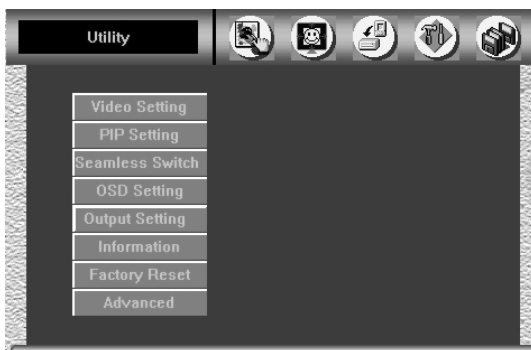 Utility
Video Setting
PIP Setting
Seamless Switch
OSD Setting
Output Setting
Information
Factory Reset
Advanced